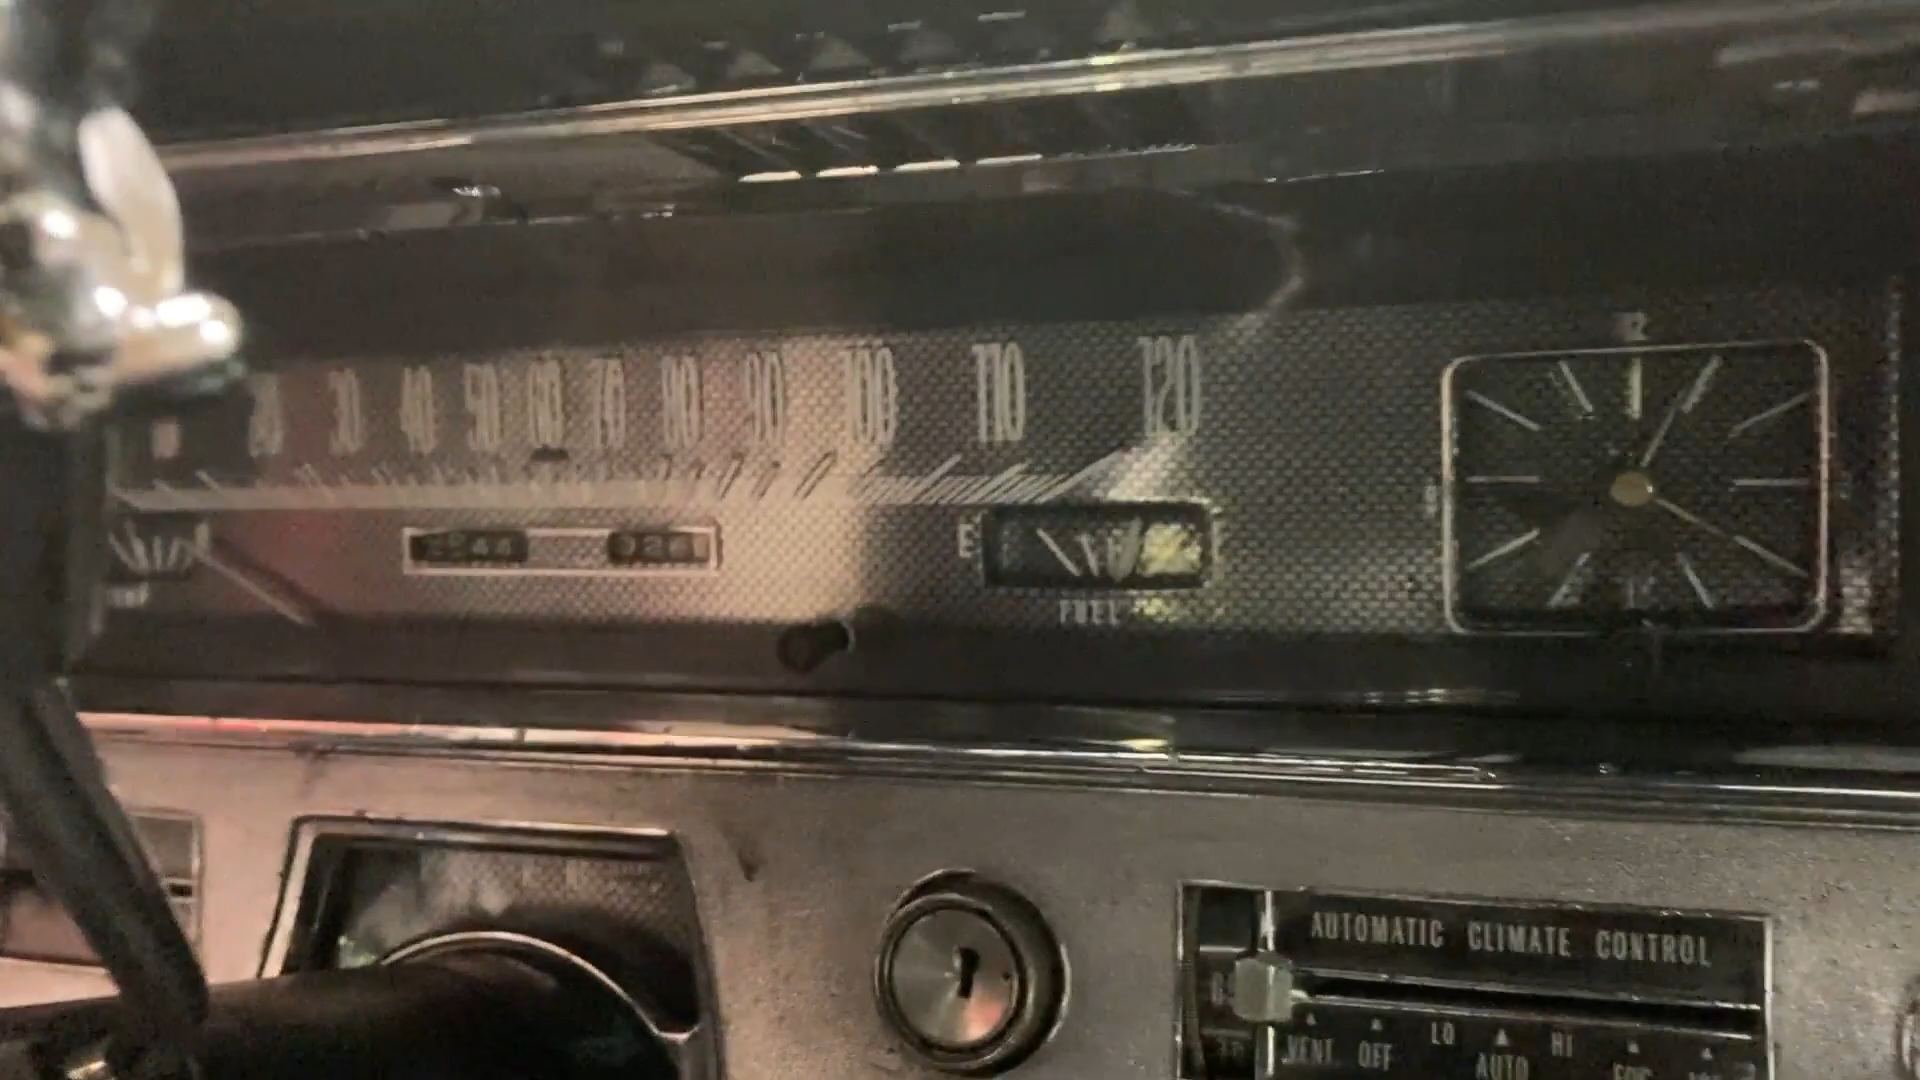 20 30 40 50 60 70 80 90 100 110 120
E
FUEL
AUTOMATIC CLIMATE CONTROL
LO HI
VENT OFF AUTO